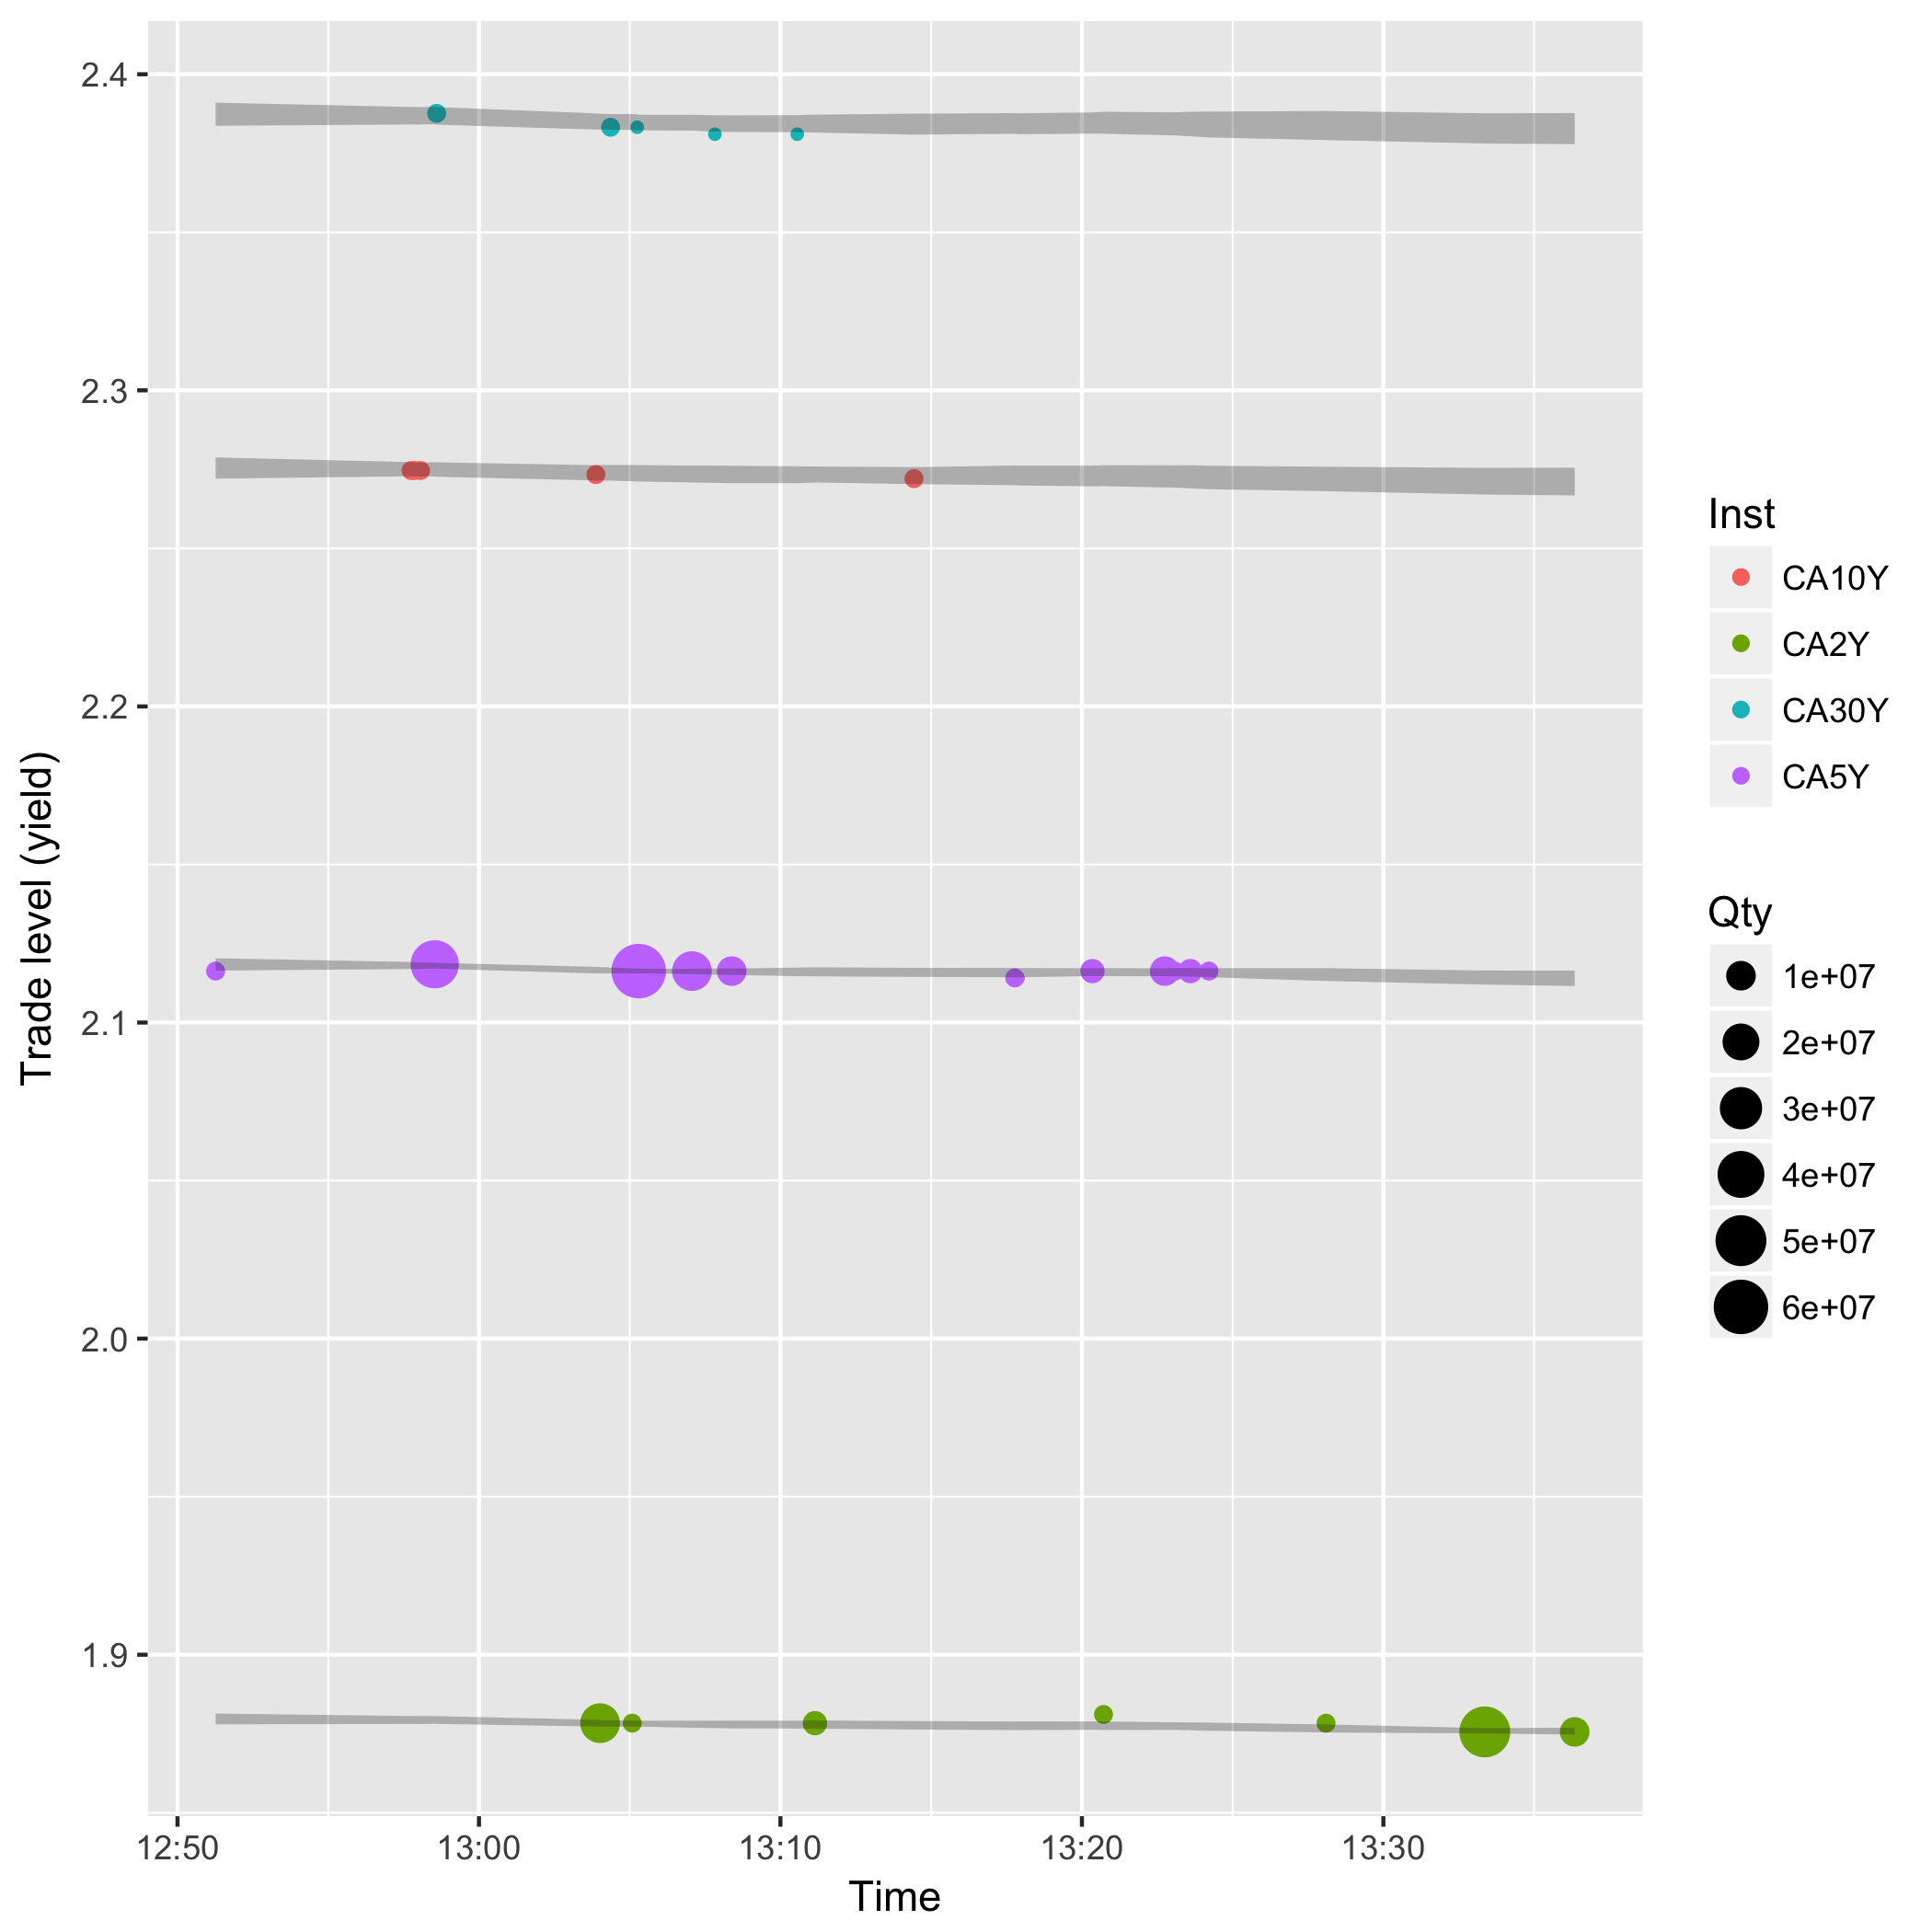 2.4
2.3
2.2
2.1
2.0
1.9
Trade level (yield)
12:50
13:00
13:10
13:20
13:30
Time
Inst
CA10Y
CA2Y
CA30Y
CA5Y
Qty
1e+07
2e+07
3e+07
4e+07
5e+07
6e+07